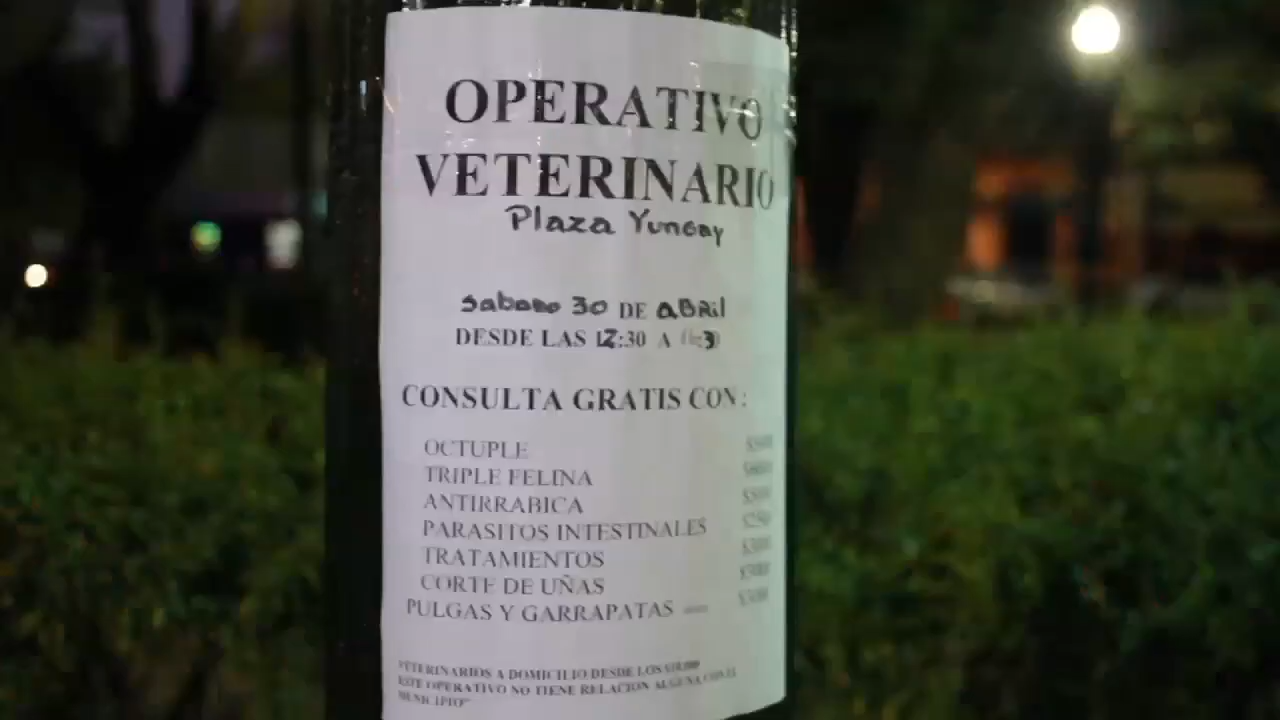 OPERATIVO
VETERINARIO
Plaza Yungay
Sabado 30 DE ABRil
DESDE LAS 12:30 A
CONSULTA GRATIS CON:
OCTUPLE
TRIPLE FELINA
ANTIRRABICA
PARASITOS INTESTINALES
TRATAMIENTOS
CORTE DE UÑAS
PULGAS Y GARRAPATAS
VETERINARIOS A DOMICILIO DESDE LOS
ESTE OPERATIVO NO TIENE RELACION ALGUNA CON EL
MUNICIPIO"